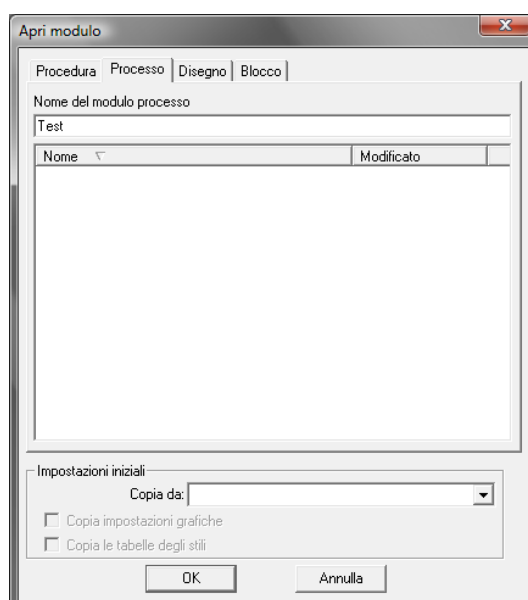 Apri modulo
Procedura Processo Disegno Blocco
Nome del modulo processo
Test
Nome Modificato
Impostazioni iniziali
Copia da:
Copia impostazioni grafiche
Copia le tabelle degli stili
OK Annulla